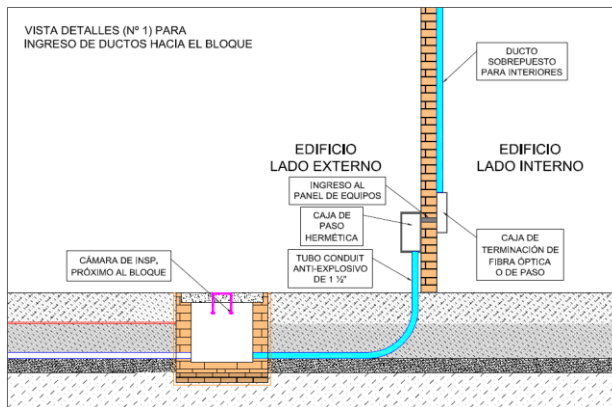 VISTA DETALLES (Nº 1) PARA
INGRESO DE DUCTOS HACIA EL BLOQUE
DUCTO
SOBREPUESTO
PARA INTERIORES
EDIFICIO
LADO EXTERNO
EDIFICIO
LADO INTERNO
INGRESO AL
PANEL DE EQUIPOS
CAJA DE
PASO
HERMÉTICA
CAJA DE
TERMINACIÓN DE
FIBRA ÓPTICA
O DE PASO
CÁMARA DE INSP,
PRÓXIMO AL BLOQUE
TUBO CONDUIT
ANTI-EXPLOSIVO
DE 1 ½"